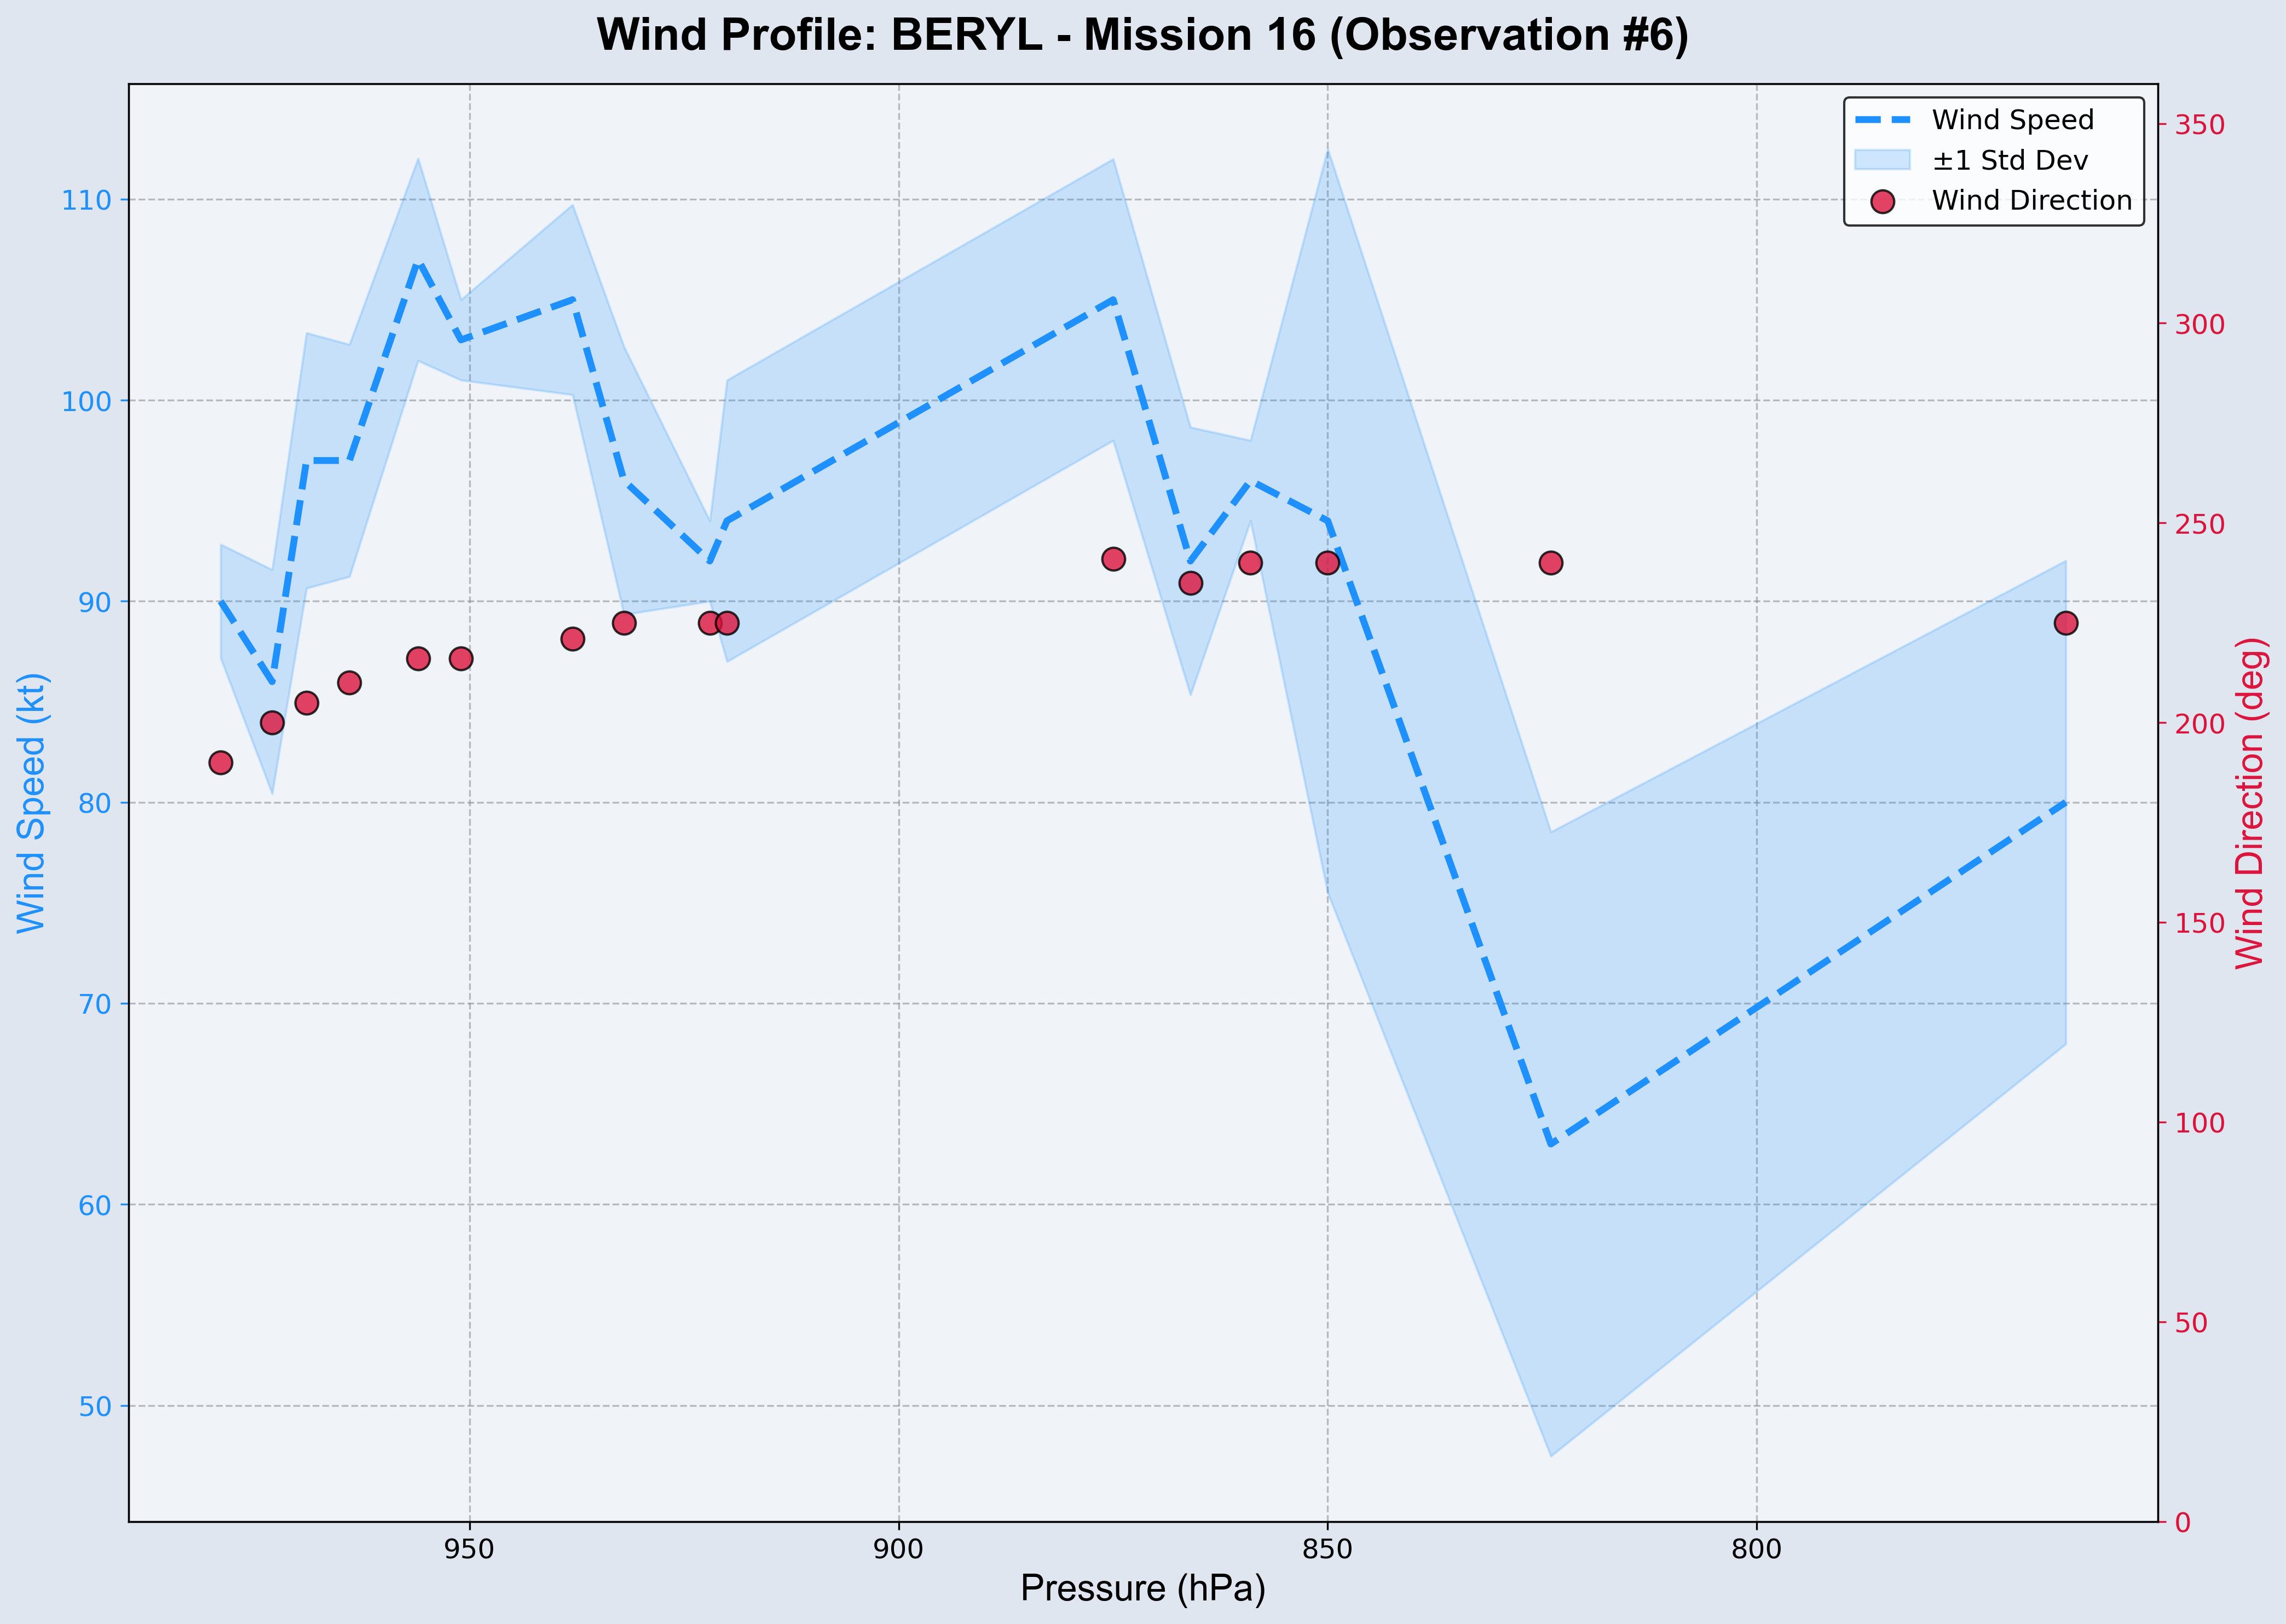 Wind Profile: BERYL - Mission 16 (Observation #6)
Wind Speed
±1 Std Dev
Wind Direction
110
100
90
80
70
60
50
Wind Speed (kt)
350
300
250
200
150
100
50
0
Wind Direction (deg)
950
900
850
800
Pressure (hPa)